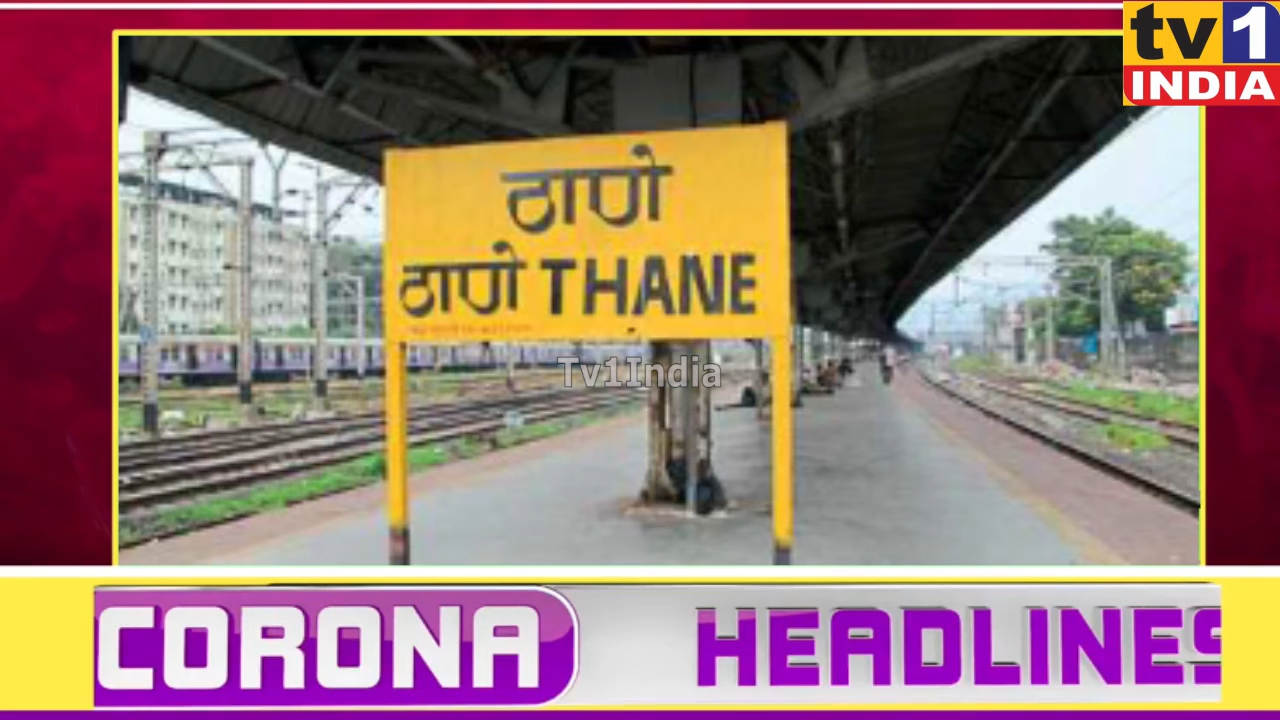 tv1
INDIA
ठाणे
ठाणे THANE
Tv1India
CORONA HEADLINES